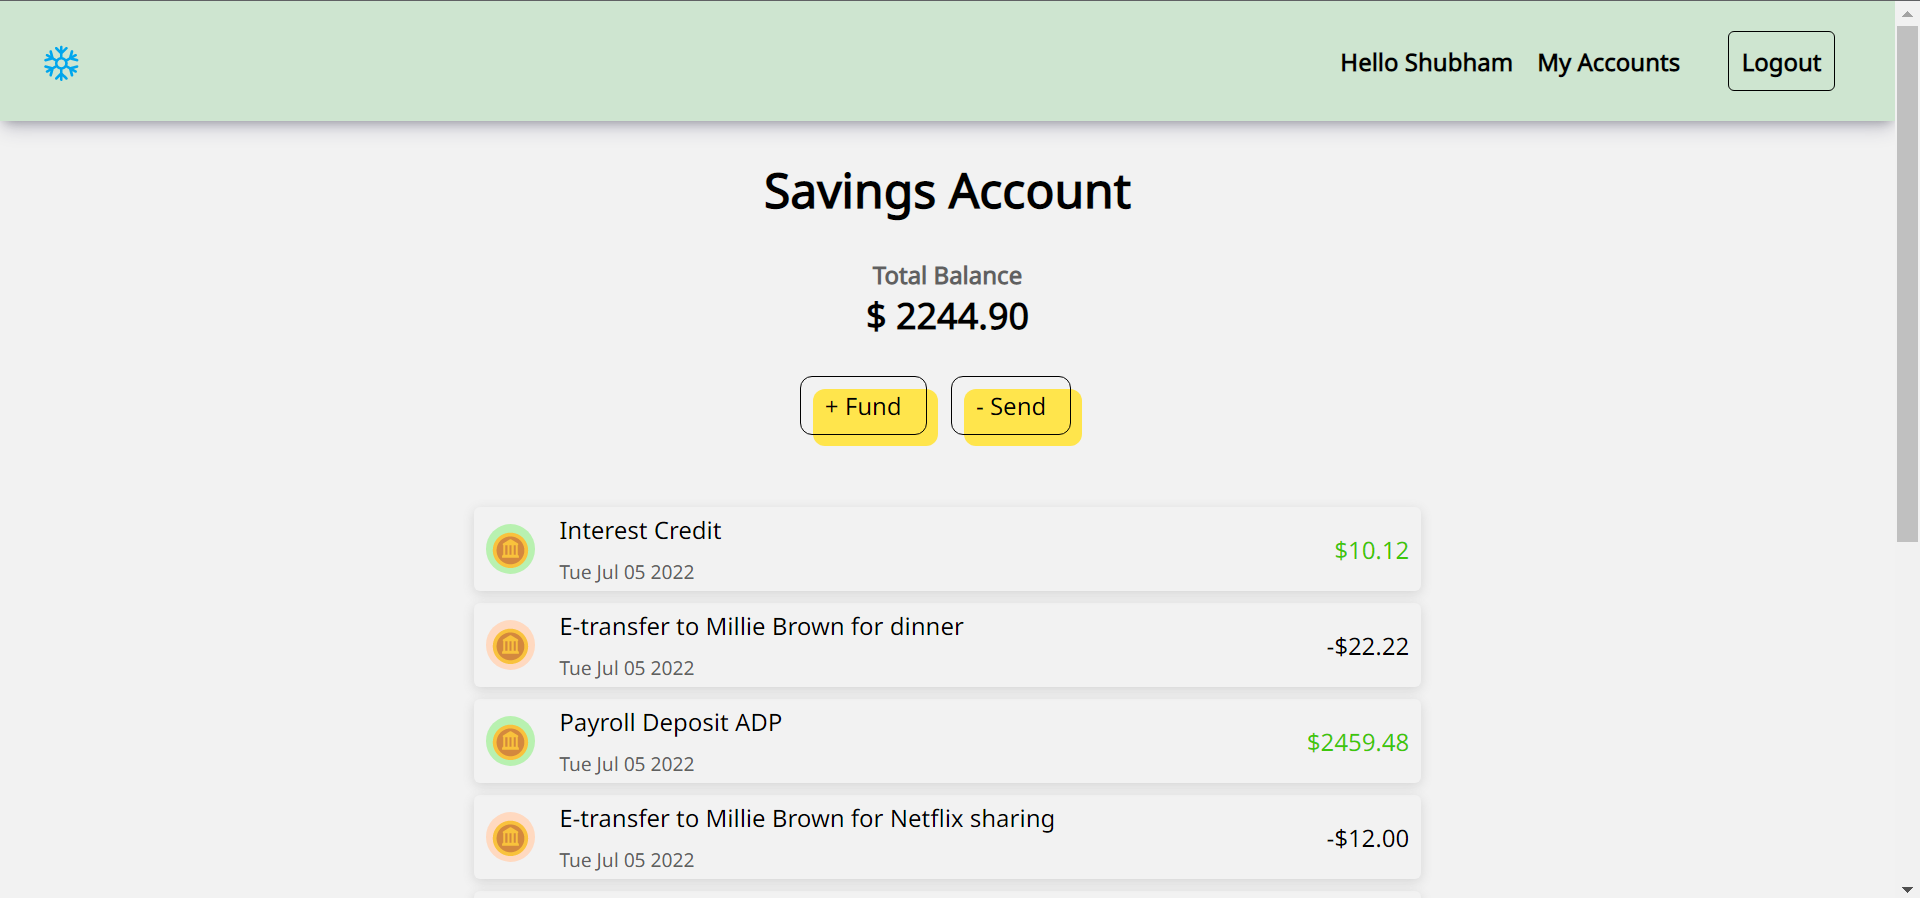 Hello Shubham My Accounts Logout
Savings Account
Total Balance
$ 2244.90
+ Fund - Send
Interest Credit
$10.12
Tue Jul 05 2022
E-transfer to Millie Brown for dinner
-$22.22
Tue Jul 05 2022
Payroll Deposit ADP
$2459.48
Tue Jul 05 2022
E-transfer to Millie Brown for Netflix sharing
-$12.00
Tue Jul 05 2022